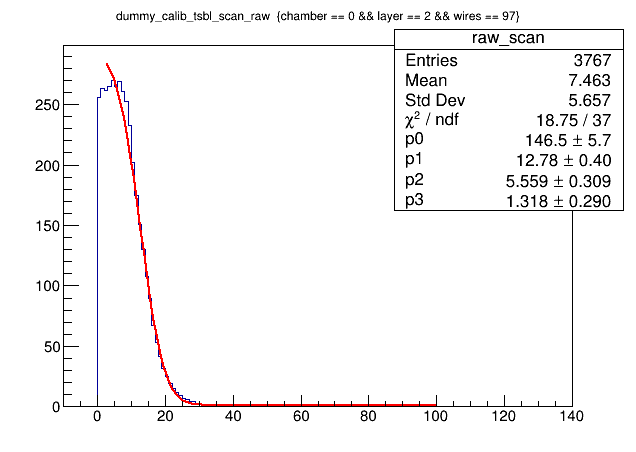 dummy_calib_tsbl_scan_raw {chamber == 0 && layer == 2 && wires == 97}
raw_scan
Entries 3767
Mean 7.463
Std Dev 5.657
χ² / ndf 18.75 / 37
p0 146.5 ± 5.7
p1 12.78 ± 0.40
p2 5.559 ± 0.309
p3 1.318 ± 0.290
250
200
150
100
50
0
0 20 40 60 80 100 120 140